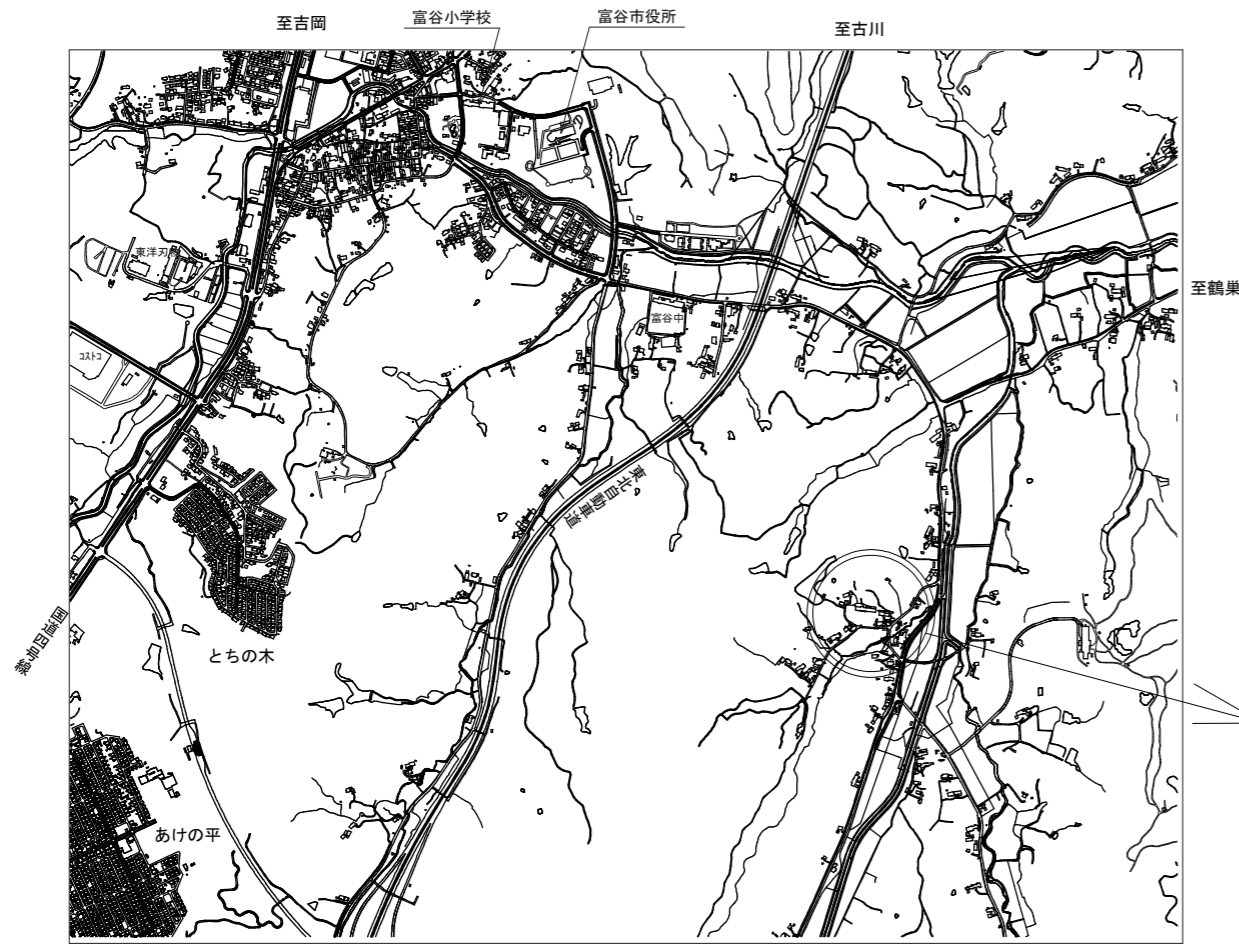 至吉岡
富谷小学校
富谷市役所
至古川
東洋刃物
至鶴巣
富谷中
コストコ
東北自動車道
国道四号線
とちの木
あけの平